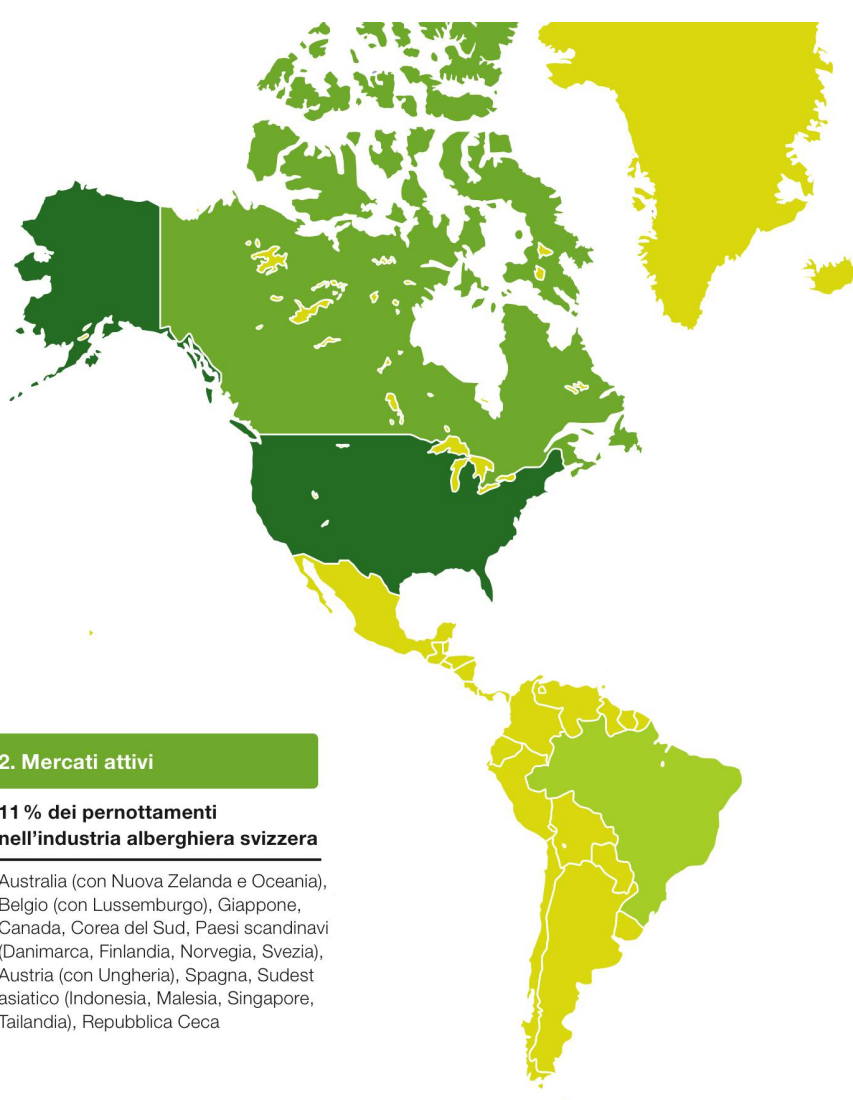 2. Mercati attivi
11 % dei pernottamenti
nell’industria alberghiera svizzera
Australia (con Nuova Zelanda e Oceania),
Belgio (con Lussemburgo), Giappone,
Canada, Corea del Sud, Paesi scandinavi
(Danimarca, Finlandia, Norvegia, Svezia),
Austria (con Ungheria), Spagna, Sudest
asiatico (Indonesia, Malesia, Singapore,
Tailandia), Repubblica Ceca